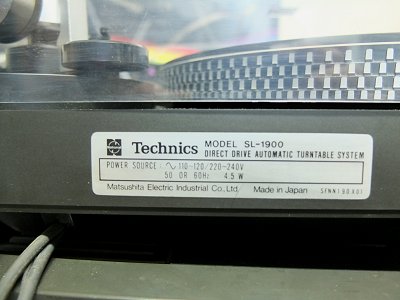 Technics MODEL SL-1900
DIRECT DRIVE AUTOMATIC TURNTABLE SYSTEM
POWER SOURCE: ∿ 110-120/220-240V
50 OR 60Hz 4.5 W
Matsushita Electric Industrial Co., Ltd. Made in Japan SFNN190X01